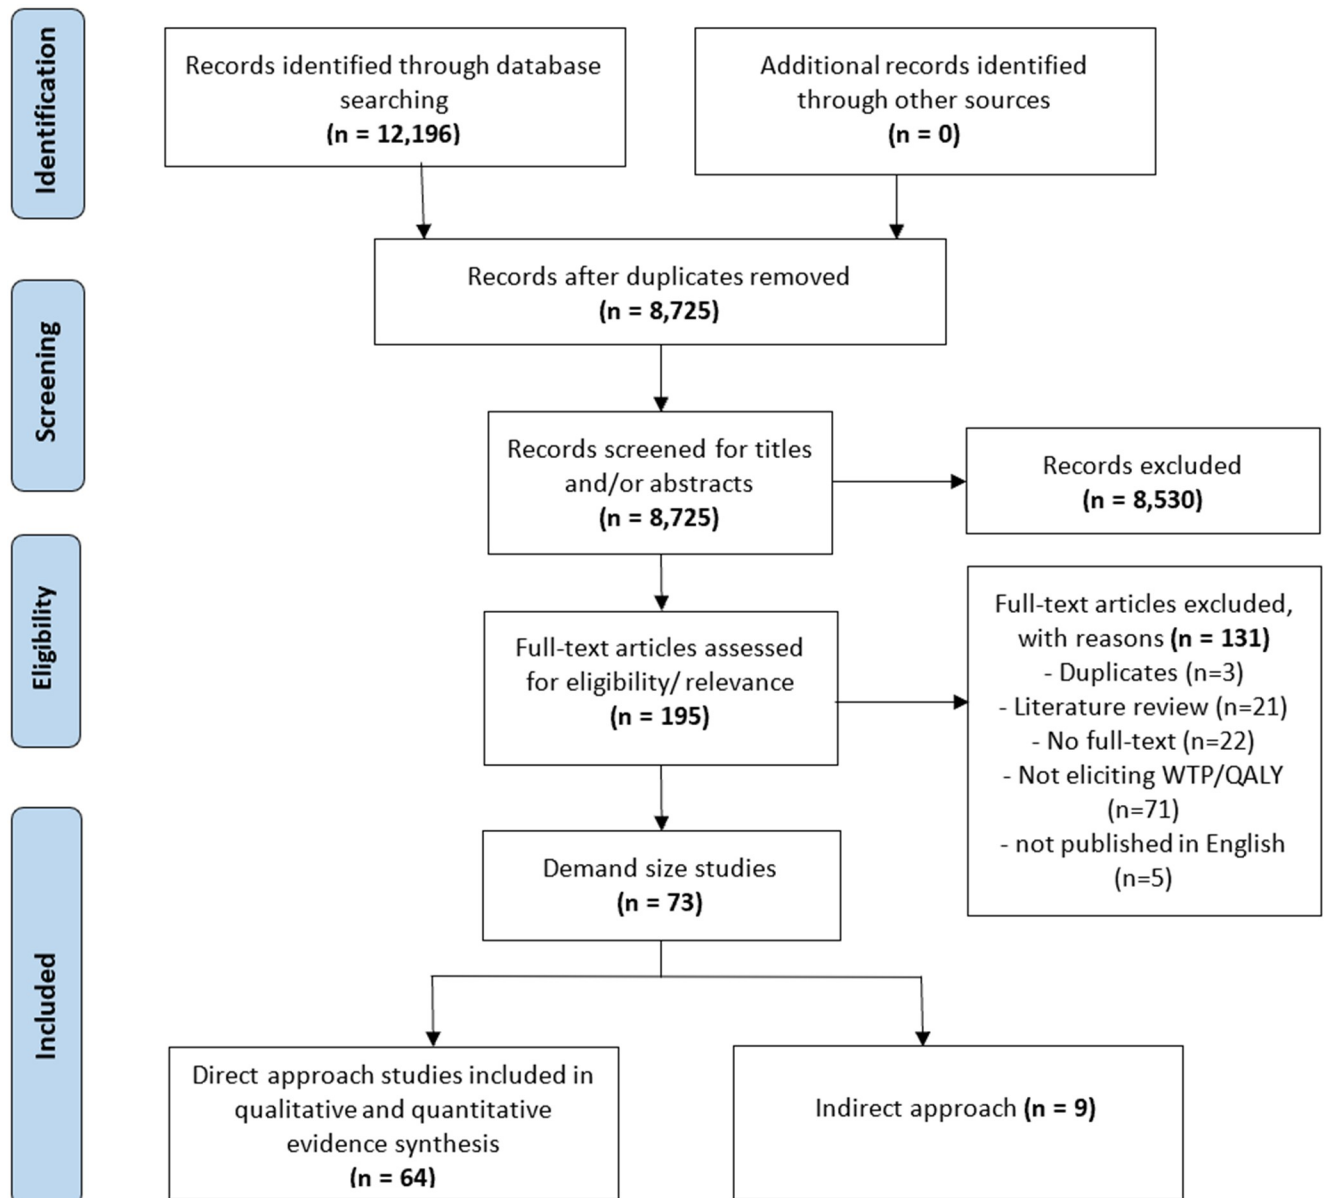 Identification
Records identified through database
searching
(n = 12,196)
Additional records identified
through other sources
(n = 0)
Screening
Records after duplicates removed
(n = 8,725)
Records screened for titles
and/or abstracts
(n = 8,725)
Records excluded
(n = 8,530)
Eligibility
Full-text articles assessed
for eligibility/ relevance
(n = 195)
Full-text articles excluded,
with reasons (n = 131)
- Duplicates (n=3)
- Literature review (n=21)
- No full-text (n=22)
- Not eliciting WTP/QALY
(n=71)
- not published in English
(n=5)
Included
Demand size studies
(n = 73)
Direct approach studies included in
qualitative and quantitative
evidence synthesis
(n = 64)
Indirect approach (n = 9)